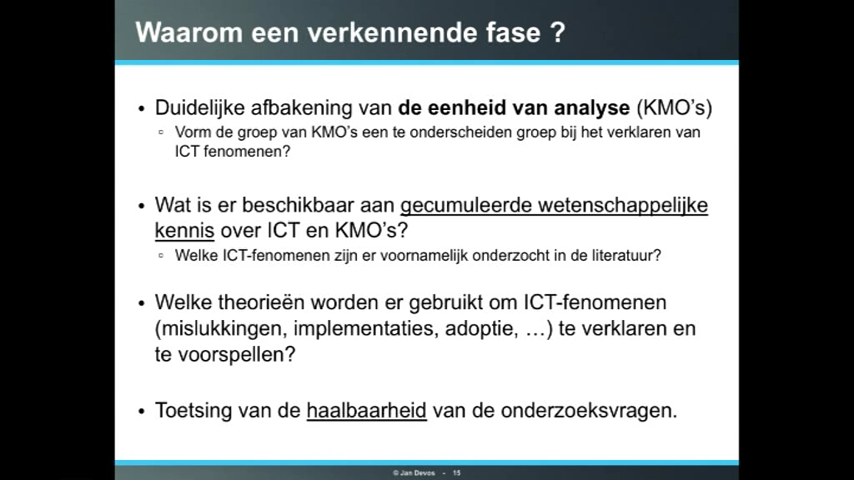 Waarom een verkennende fase ?
• Duidelijke afbakening van de eenheid van analyse (KMO's)
▫ Vorm de groep van KMO's een te onderscheiden groep bij het verklaren van
ICT fenomenen?
• Wat is er beschikbaar aan gecumuleerde wetenschappelijke
kennis over ICT en KMO's?
▫ Welke ICT-fenomenen zijn er voornamelijk onderzocht in de literatuur?
• Welke theorieën worden er gebruikt om ICT-fenomenen
(mislukkingen, implementaties, adoptie, …) te verklaren en
te voorspellen?
• Toetsing van de haalbaarheid van de onderzoeksvragen.
© Jan Devos - 15